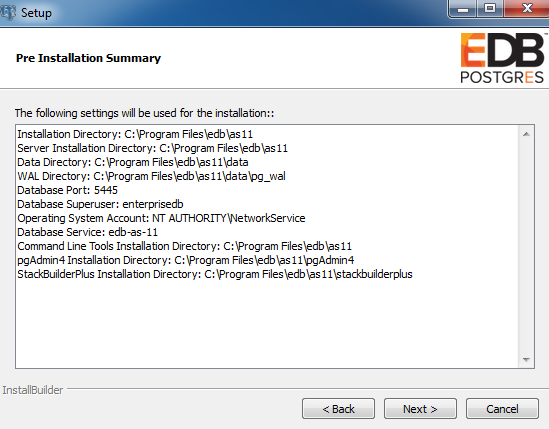 Setup
Pre Installation Summary
EDB
POSTGRES
The following settings will be used for the installation::
Installation Directory: C:\Program Files\edb\as11
Server Installation Directory: C:\Program Files\edb\as11
Data Directory: C:\Program Files\edb\as11\data
WAL Directory: C:\Program Files\edb\as11\data\pg_wal
Database Port: 5445
Database Superuser: enterprisedb
Operating System Account: NT AUTHORITY\NetworkService
Database Service: edb-as-11
Command Line Tools Installation Directory: C:\Program Files\edb\as11
pgAdmin4 Installation Directory: C:\Program Files\edb\as11\pgAdmin4
StackBuilderPlus Installation Directory: C:\Program Files\edb\as11\stackbuilderplus
InstallBuilder
< Back
Next >
Cancel